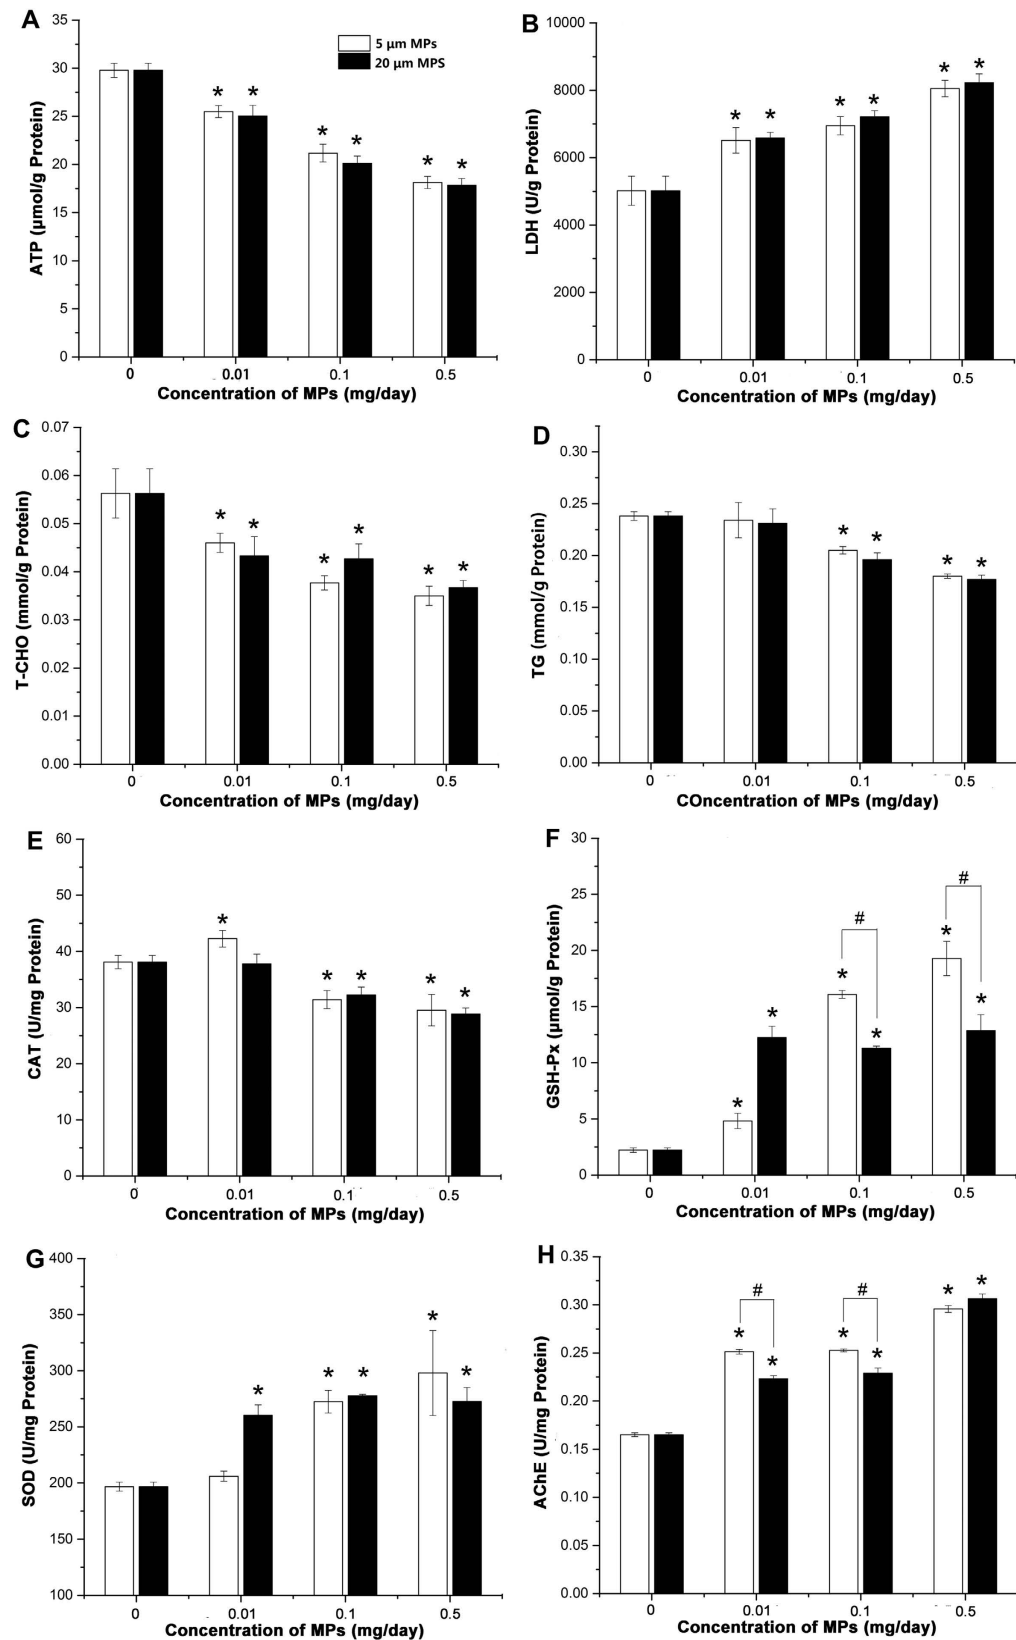 A
35
30
25
20
15
10
5
0
ATP (µmol/g Protein)
5 µm MPs
20 µm MPS
* *
* *
* *
0 0.01 0.1 0.5
Concentration of MPs (mg/day)
B
10000
8000
6000
4000
2000
0
LDH (U/g Protein)
* *
* *
* *
0 0.01 0.1 0.5
Concentration of MPs (mg/day)
C
0.07
0.06
0.05
0.04
0.03
0.02
0.01
0.00
T-CHO (mmol/g Protein)
* *
* *
* *
0 0.01 0.1 0.5
Concentration of MPs (mg/day)
D
0.30
0.25
0.20
0.15
0.10
0.05
0.00
TG (mmol/g Protein)
* *
* *
0 0.01 0.1 0.5
COncentration of MPs (mg/day)
E
60
50
40
30
20
10
0
CAT (U/mg Protein)
*
* *
* *
0 0.01 0.1 0.5
Concentration of MPs (mg/day)
F
30
25
20
15
10
5
0
GSH-Px (µmol/g Protein)
* *
#
* *
#
* *
0 0.01 0.1 0.5
Concentration of MPs (mg/day)
G
400
350
300
250
200
150
100
SOD (U/mg Protein)
*
* *
* *
0 0.01 0.1 0.5
Concentration of MPs (mg/day)
H
0.35
0.30
0.25
0.20
0.15
0.10
0.05
0.00
AChE (U/mg Protein)
#
* *
#
* *
* *
0 0.01 0.1 0.5
Concentration of MPs (mg/day)